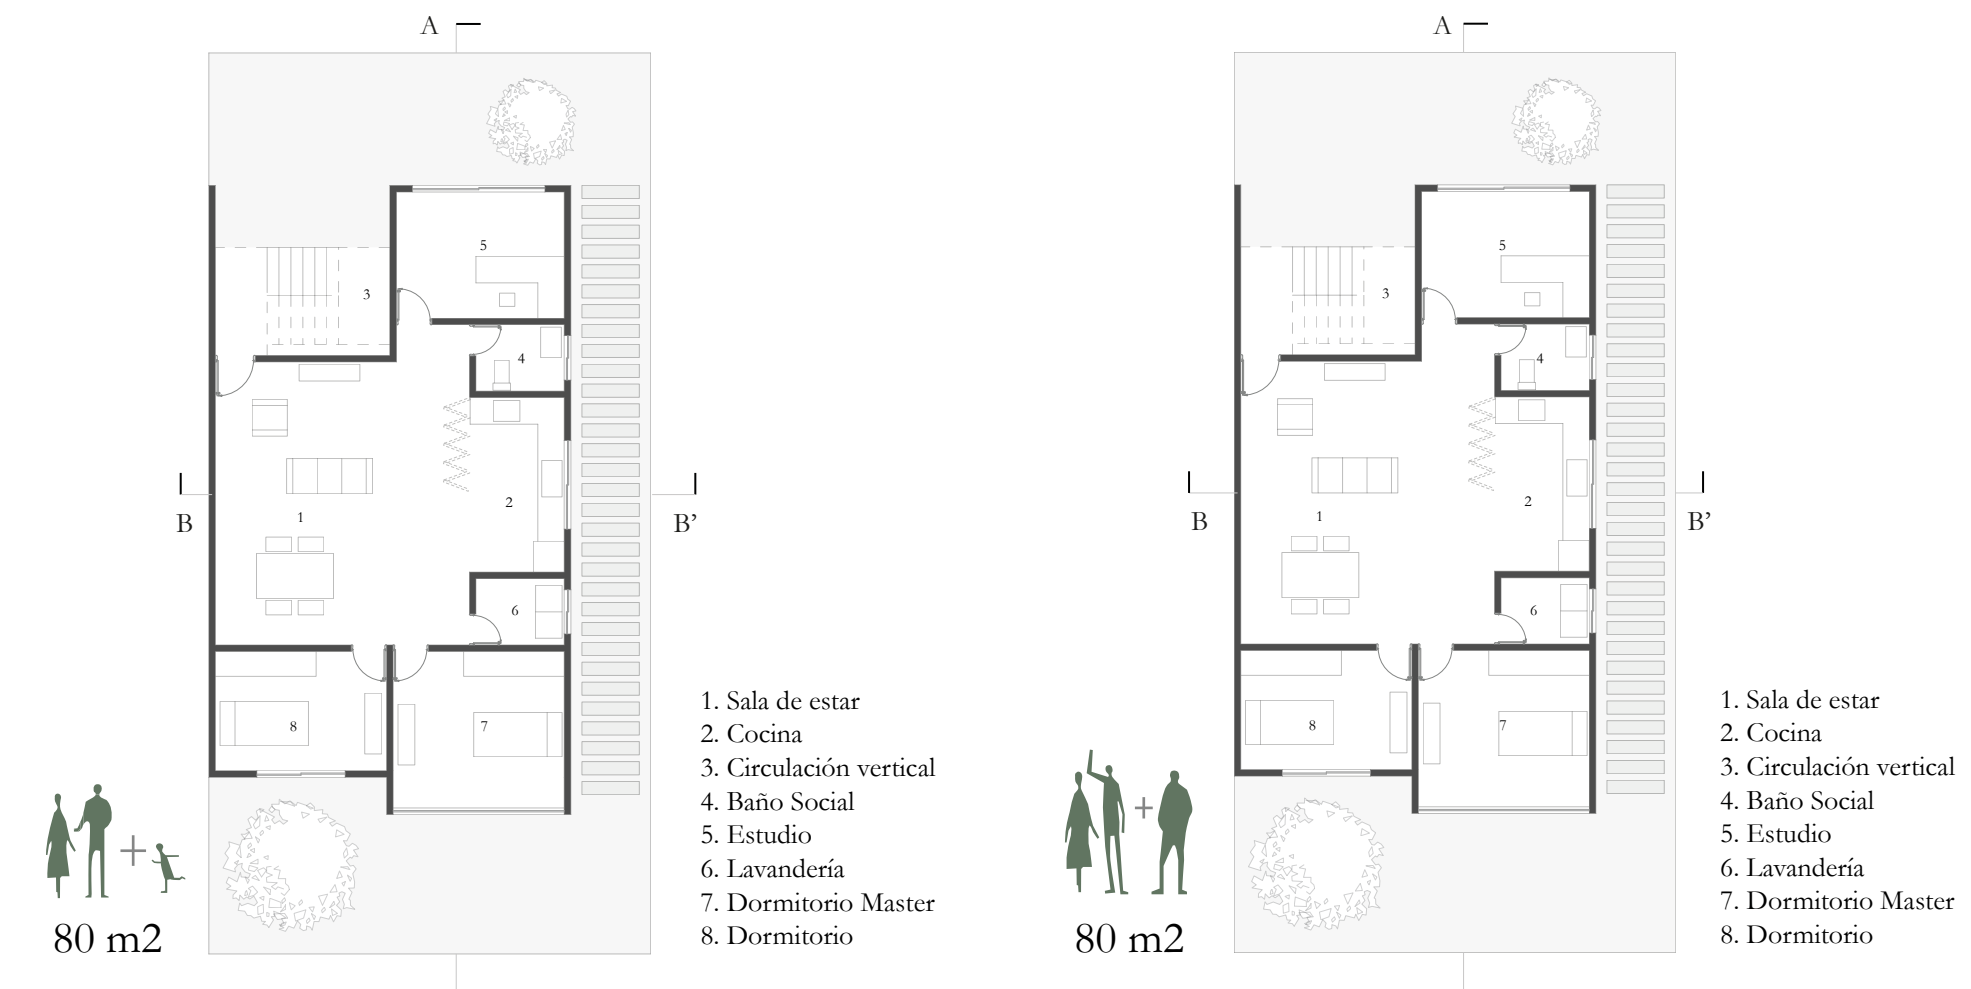 A
5
3
4
2
1
6
8
7
B
B’
1. Sala de estar
2. Cocina
3. Circulación vertical
4. Baño Social
5. Estudio
6. Lavandería
7. Dormitorio Master
8. Dormitorio
80 m2
A
5
3
4
2
1
6
8
7
B
B’
1. Sala de estar
2. Cocina
3. Circulación vertical
4. Baño Social
5. Estudio
6. Lavandería
7. Dormitorio Master
8. Dormitorio
80 m2